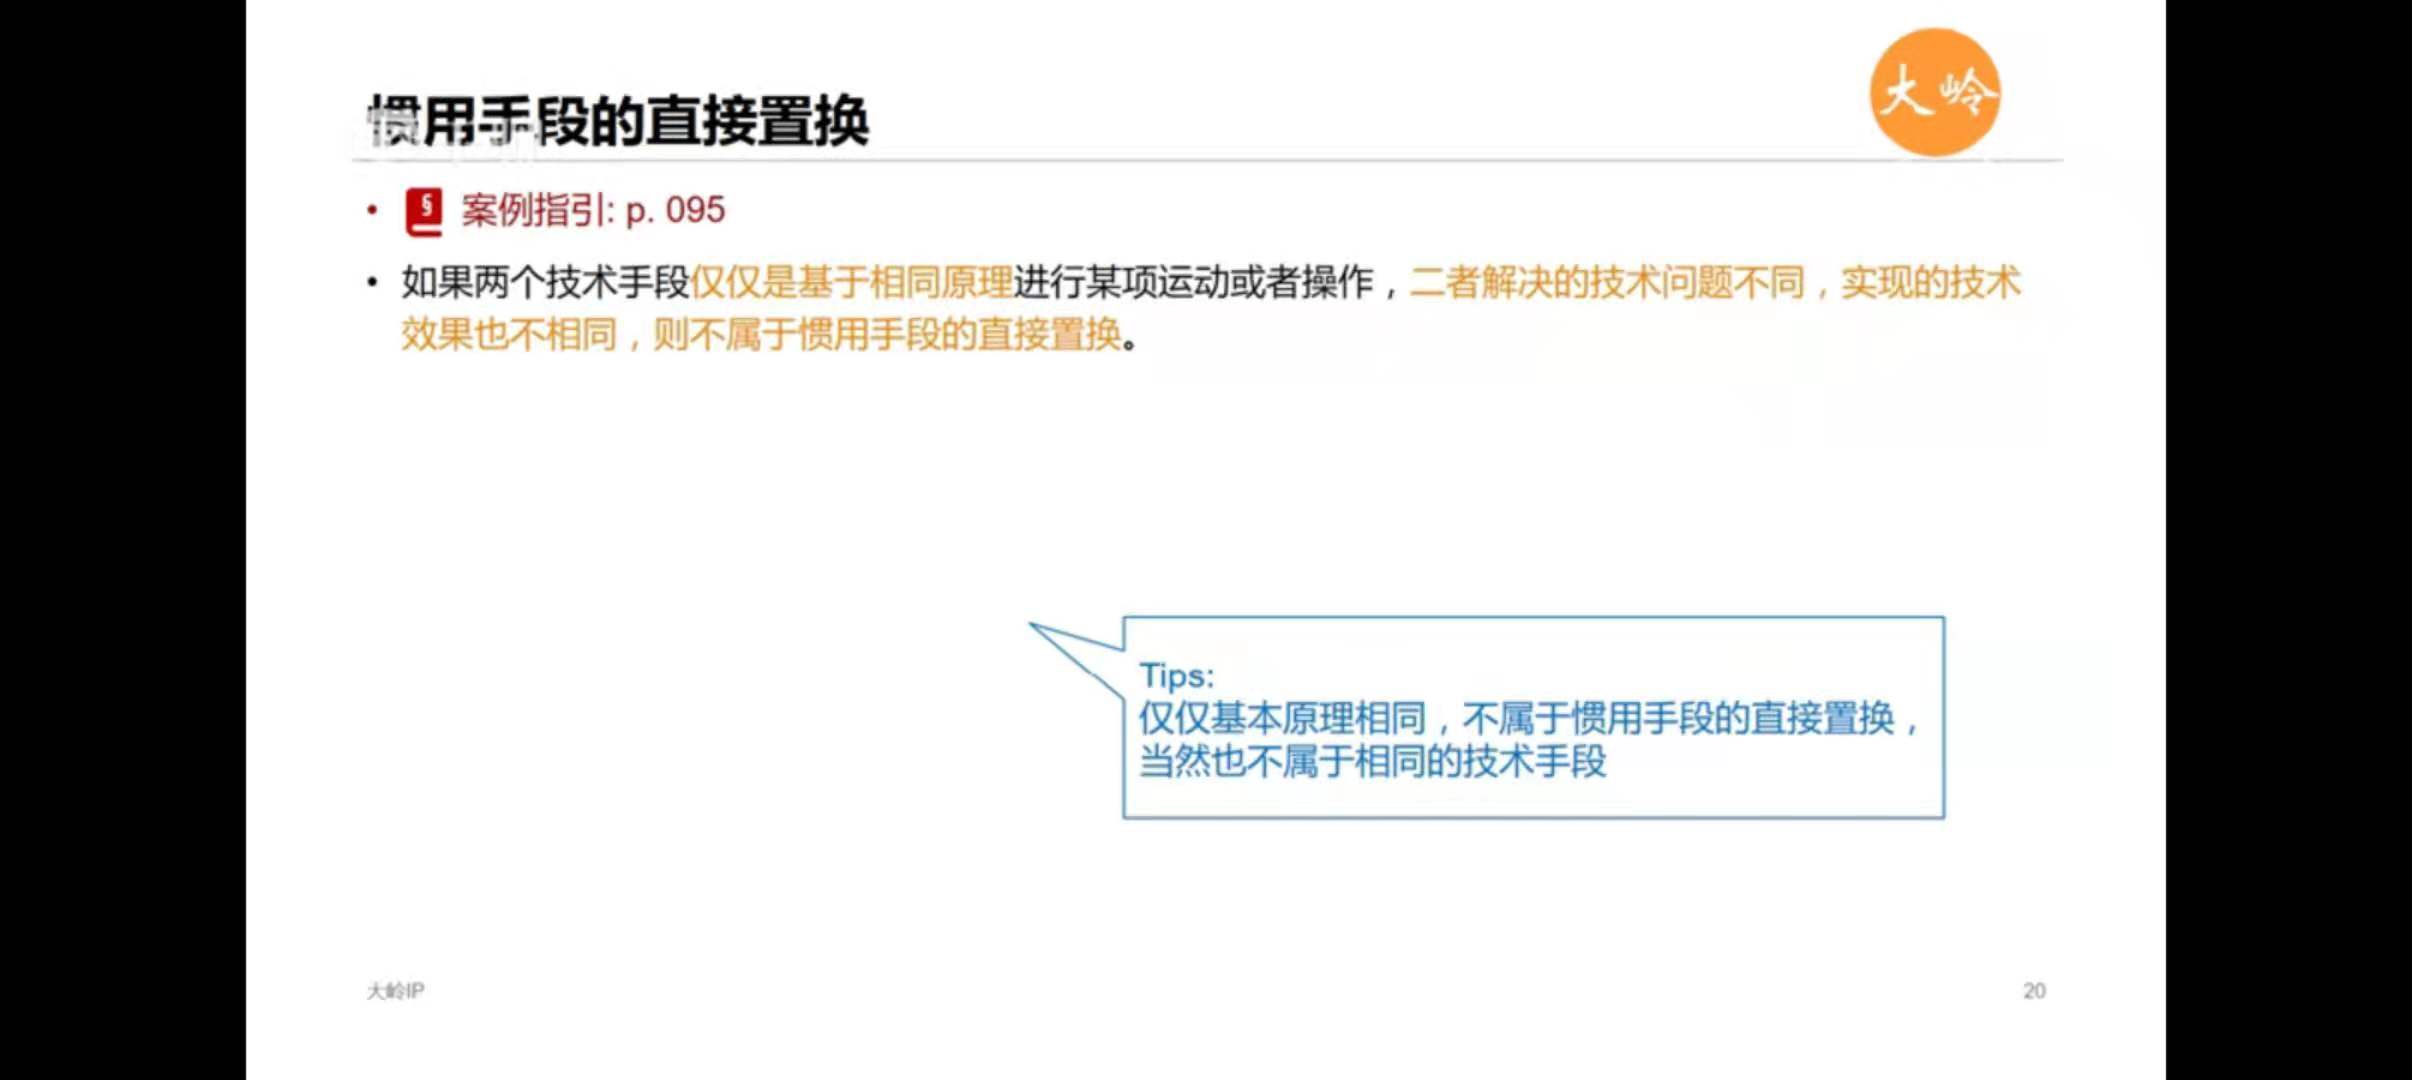 惯用手段的直接置换
大岭
• § 案例指引: p. 095
• 如果两个技术手段仅仅是基于相同原理进行某项运动或者操作，二者解决的技术问题不同，实现的技术
效果也不相同，则不属于惯用手段的直接置换。
Tips:
仅仅基本原理相同，不属于惯用手段的直接置换，
当然也不属于相同的技术手段
大岭IP
20